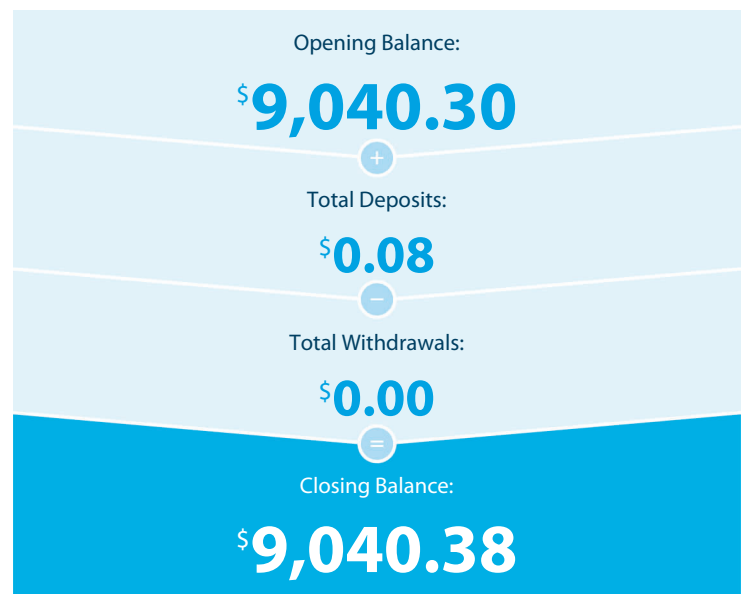 Opening Balance:
$9,040.30
+
Total Deposits:
$0.08
−
Total Withdrawals:
$0.00
=
Closing Balance:
$9,040.38